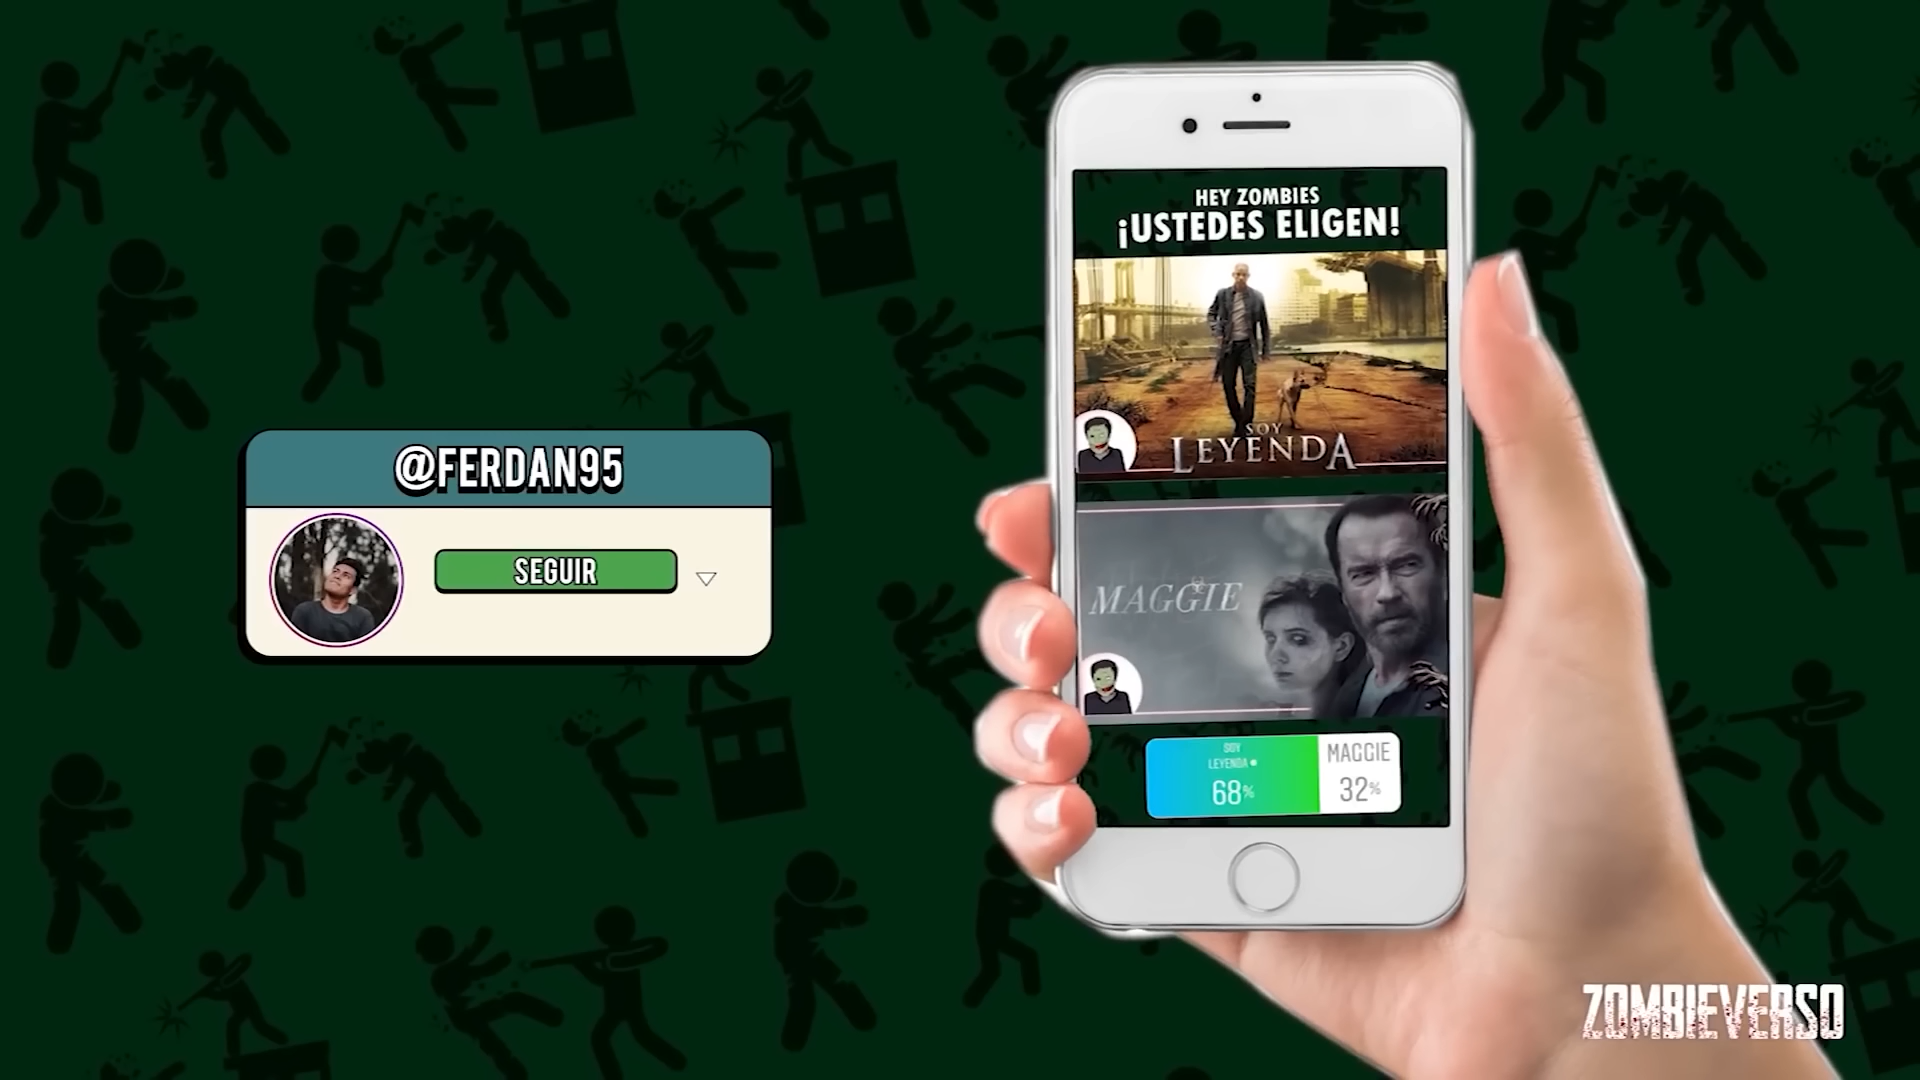 @FERDAN95
SEGUIR
HEY ZOMBIES
¡USTEDES ELIGEN!
SOY
LEYENDA
MAGGIE
SOY
LEYENDA
68%
MAGGIE
32%
ZOMBIEVERSO